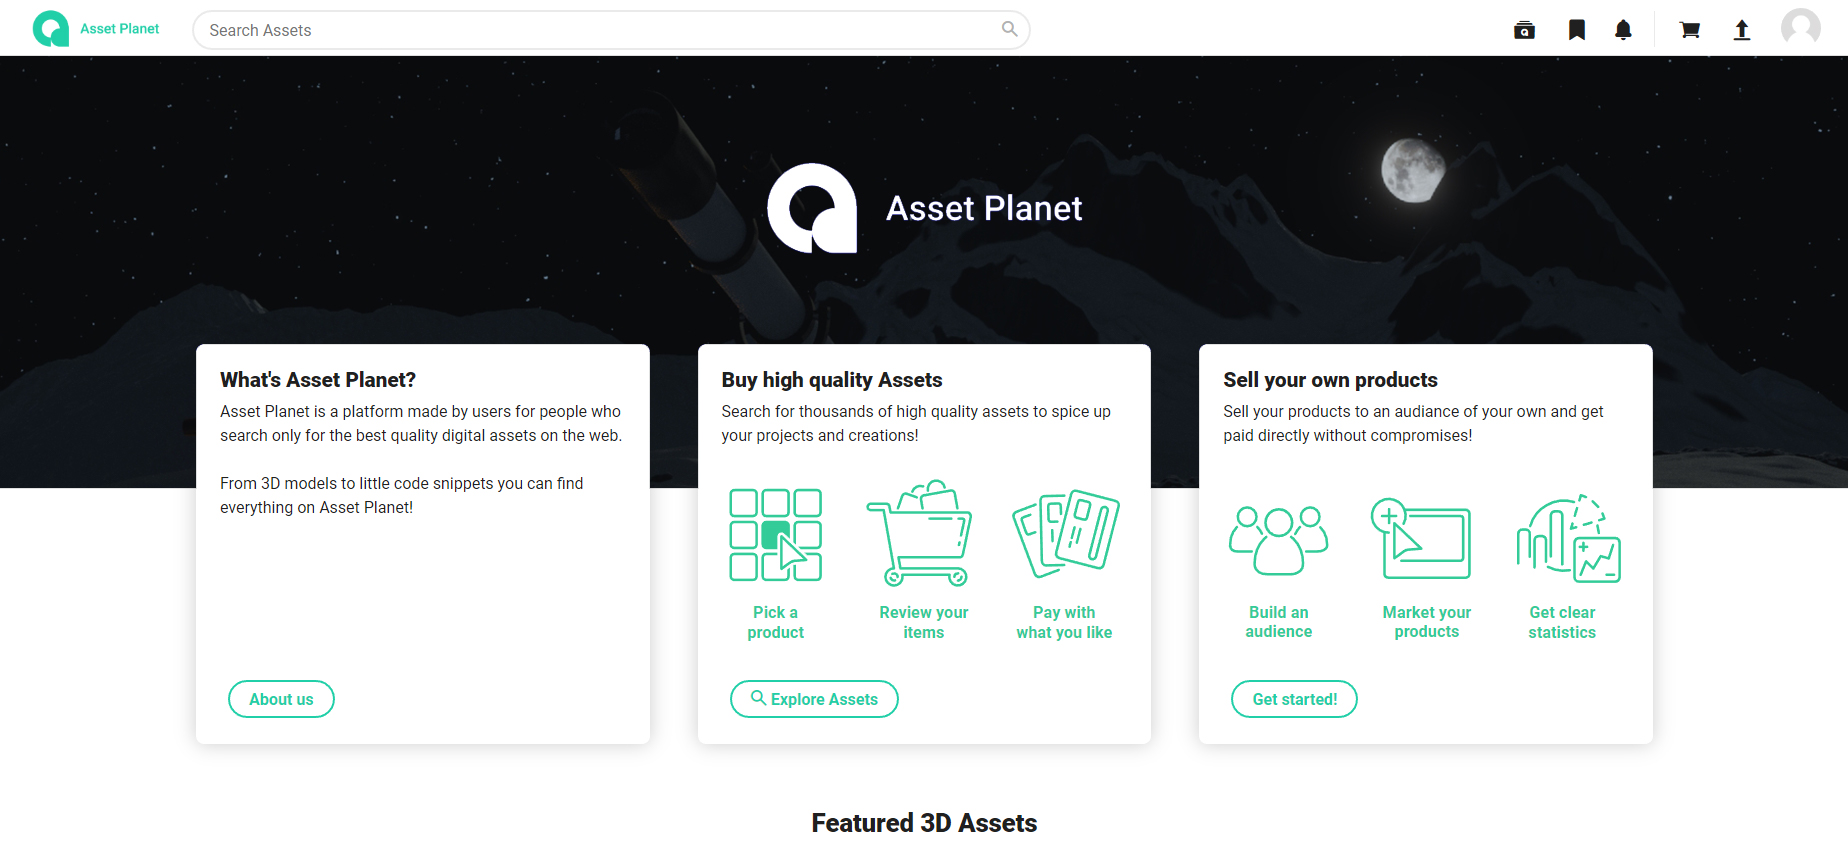 Asset Planet
Search Assets
Asset Planet
What's Asset Planet?
Asset Planet is a platform made by users for people who
search only for the best quality digital assets on the web.
From 3D models to little code snippets you can find
everything on Asset Planet!
About us
Buy high quality Assets
Search for thousands of high quality assets to spice up
your projects and creations!
Pick a
product
Review your
items
Pay with
what you like
Explore Assets
Sell your own products
Sell your products to an audiance of your own and get
paid directly without compromises!
Build an
audience
Market your
products
Get clear
statistics
Get started!
Featured 3D Assets